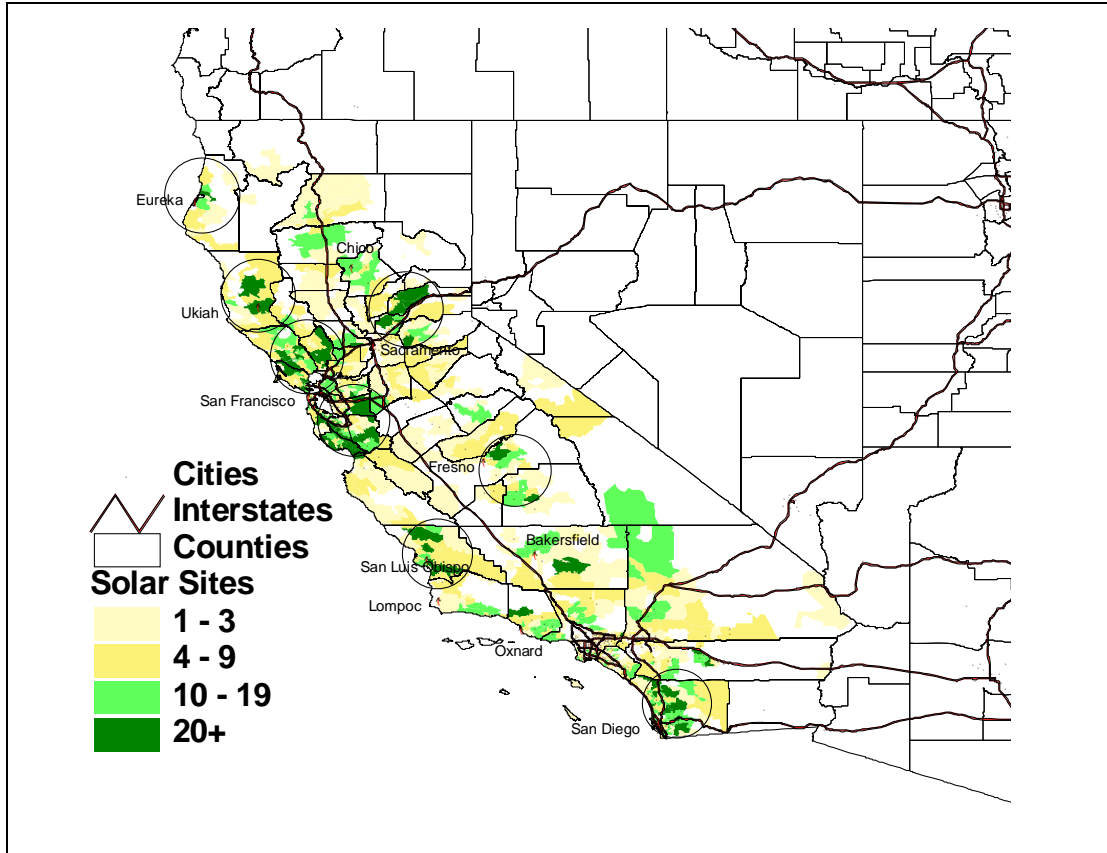 Eureka
Chico
Ukiah
Sacramento
San Francisco
Fresno
Bakersfield
San Luis Obispo
Lompoc
Oxnard
San Diego
Cities
Interstates
Counties
Solar Sites
1 - 3
4 - 9
10 - 19
20+